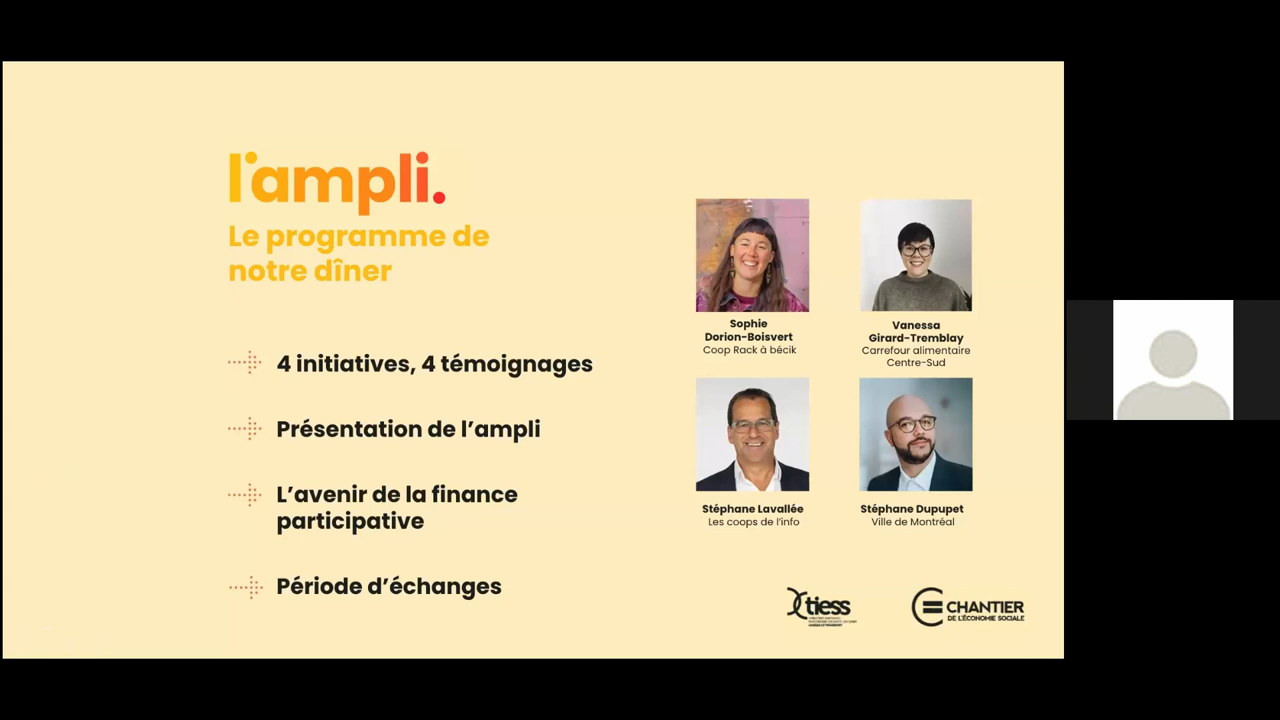 l'ampli.
Le programme de
notre dîner
4 initiatives, 4 témoignages
Présentation de l'ampli
L'avenir de la finance
participative
Période d'échanges
Sophie
Dorion-Boisvert
Coop Rack à bécik
Vanessa
Girard-Tremblay
Carrefour alimentaire
Centre-Sud
Stéphane Lavallée
Les coops de l'info
Stéphane Dupupet
Ville de Montréal
tiess
CHANTIER
DE L'ÉCONOMIE SOCIALE